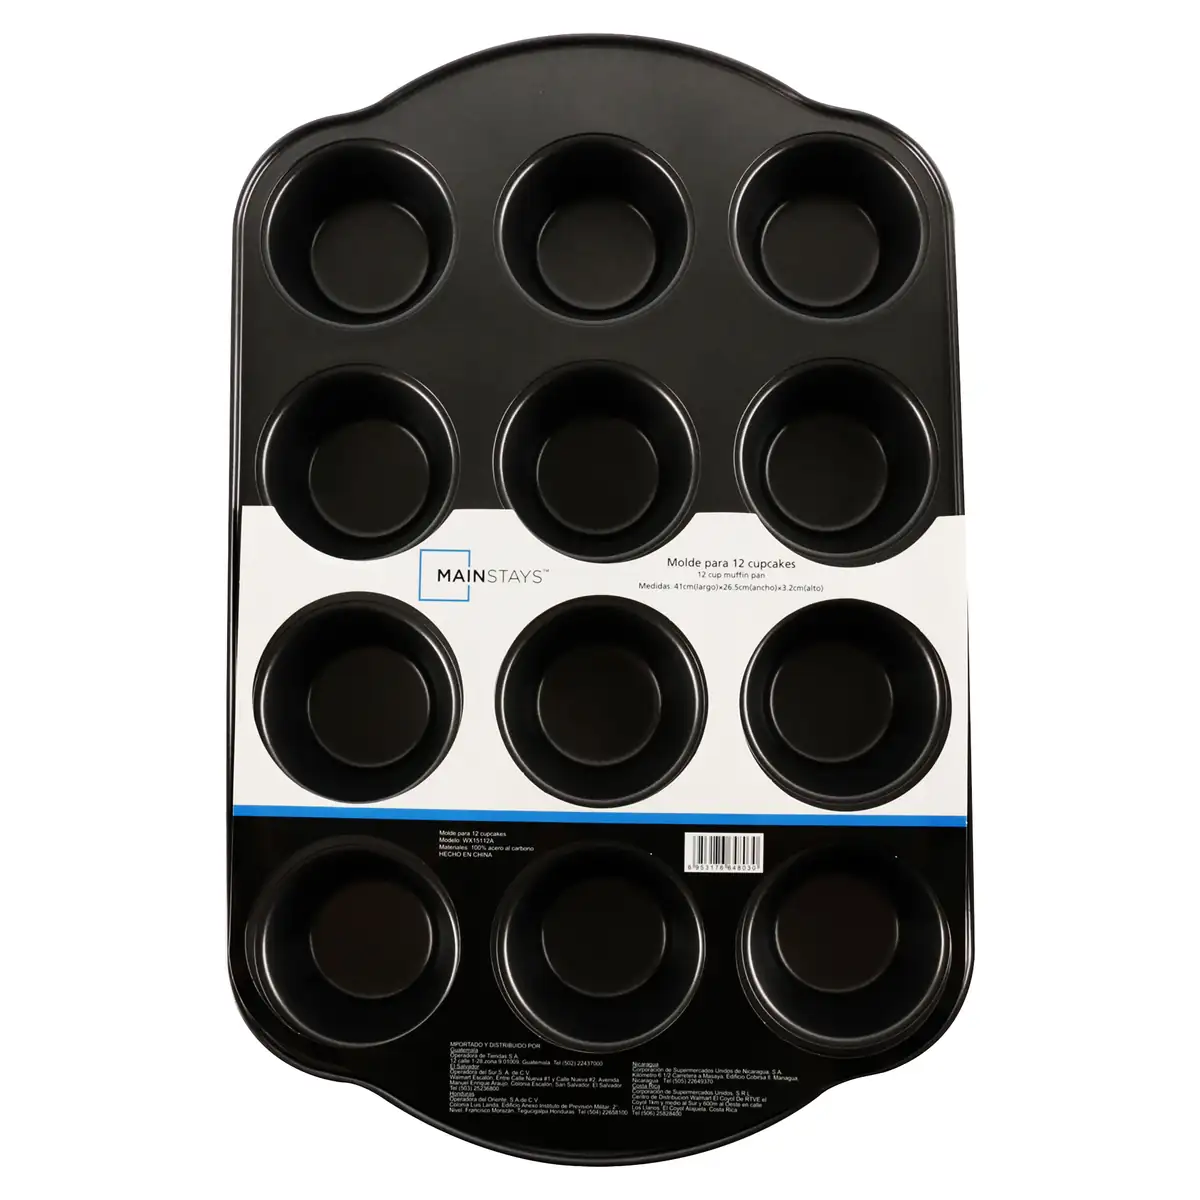 MAINSTAYS™
Molde para 12 cupcakes
12 cup muffin pan
Medidas: 41cm(largo)×26.5cm(ancho)×3.2cm(alto)
Molde para 12 cupcakes
Modelo: WX15112A
Materiales: 100% acero al carbono
HECHO EN CHINA
8 953176 648030
MPORTADO Y DISTRIBUIDO POR
Guatemala
Operadora de Tiendas S.A.
12 calle 1-28 zona 9 01009. Guatemala. Tel (502) 22437000
El Salvador
Operadora del Sur S.A. de C.V.
Walmart Escalón, Entre Calle Nueva #1 y Calle Nueva #2, Avenida
Manuel Enrique Araujo, Colonia Escalon, San Salvador, El Salvador
Tel (503) 25236800
Honduras
Operadora del Oriente, S.A de C.V.
Colonia Luis Landa, Edificio Anexo Instituto de Previsión Militar, 2°
Nivel, Francisco Morazán, Tegucigalpa Honduras Tel (504) 22658100
Nicaragua
Corporación de Supermercados Unidos de Nicaragua, S.A.
Kilómetro 6 1/2 Carretera a Masaya, Edificio Cobirsa II, Managua,
Nicaragua Tel (505) 22649370
Costa Rica
Corporación de Supermercados Unidos, S.R.L
Centro de Distribucion Walmart El Coyol De RTVE el
Coyol 1km y medio al Sur y 600m al Oeste en calle
Los Llanos. El Coyol Alajuela, Costa Rica
Tel (506) 25828400